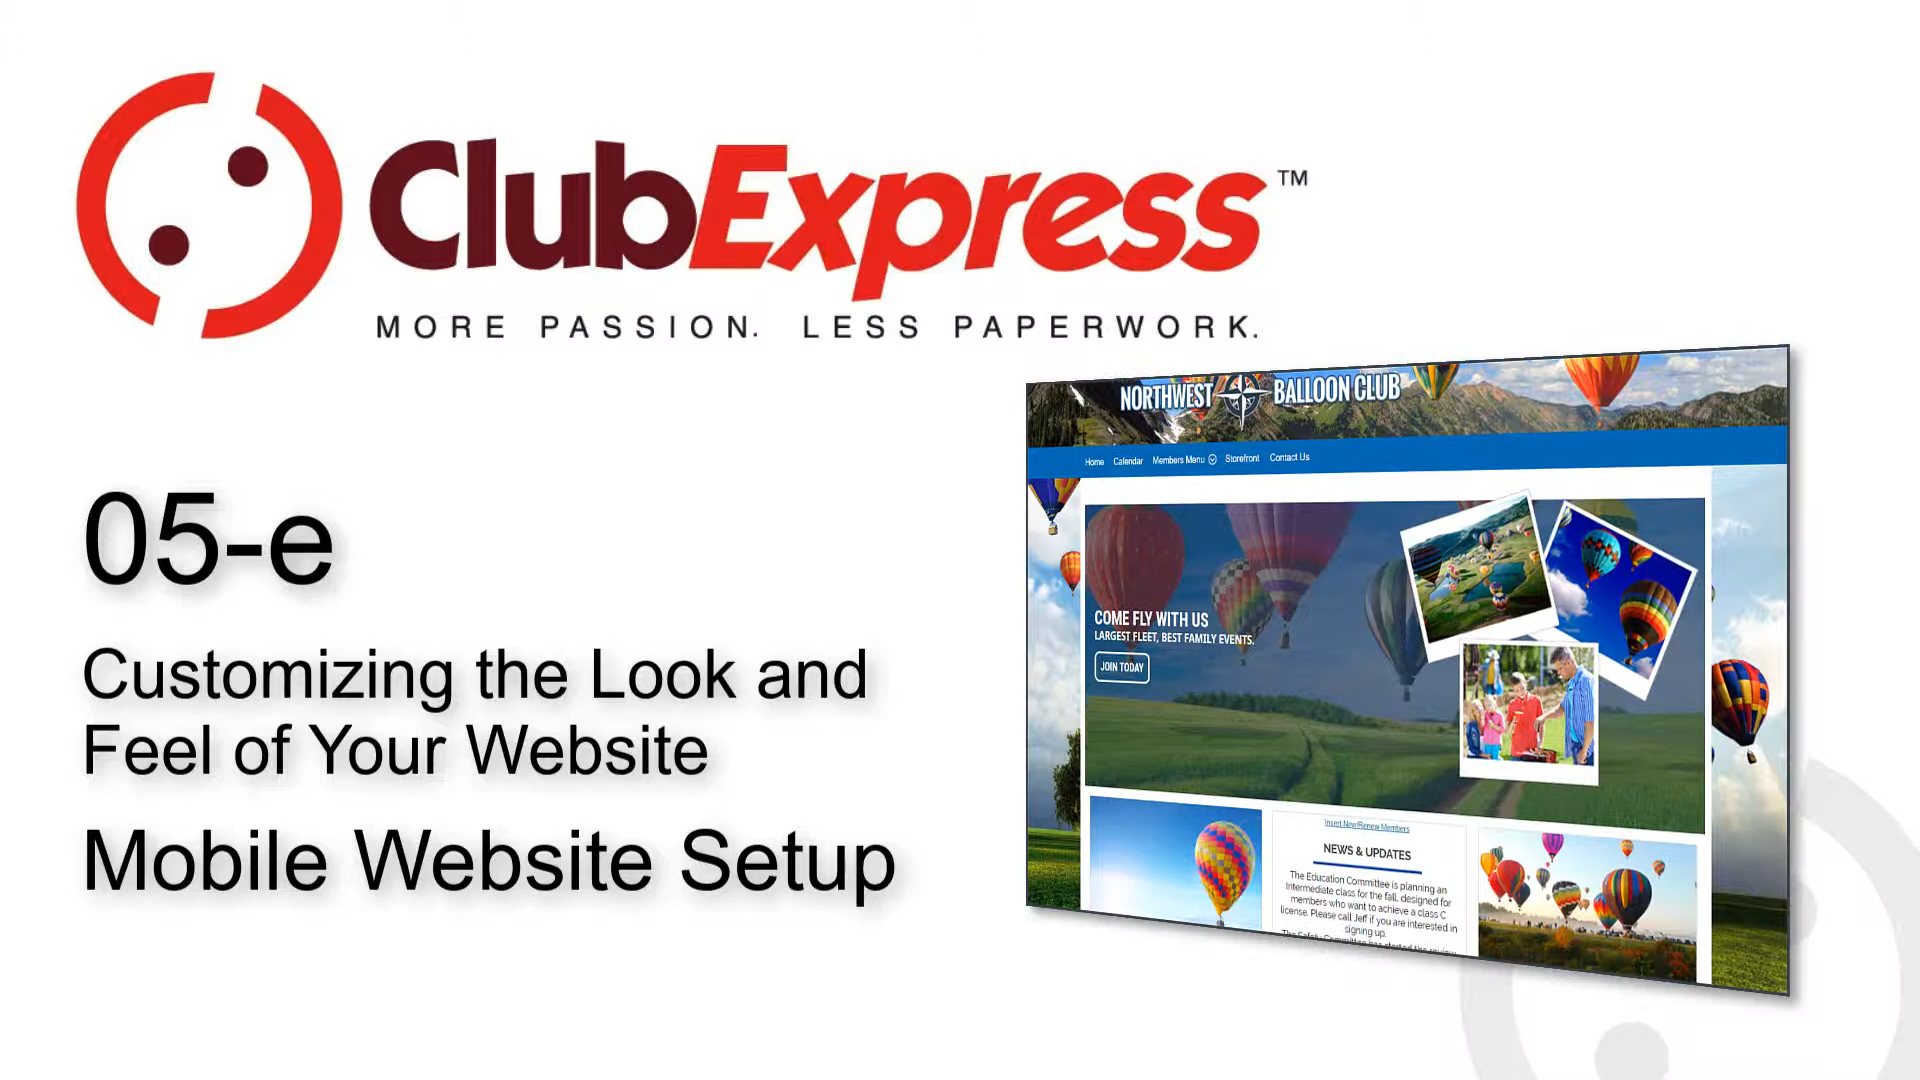 ClubExpress™
MORE PASSION. LESS PAPERWORK.
05-e
Customizing the Look and
Feel of Your Website
Mobile Website Setup
NORTHWEST BALLOON CLUB
Home Calendar Members Menu Storefront Contact Us
COME FLY WITH US
LARGEST FLEET, BEST FAMILY EVENTS.
JOIN TODAY
Insert New/Renew Members
NEWS & UPDATES
The Education Committee is planning an
Intermediate class for the fall, designed for
members who want to achieve a class C
license. Please call Jeff if you are interested in
signing up.